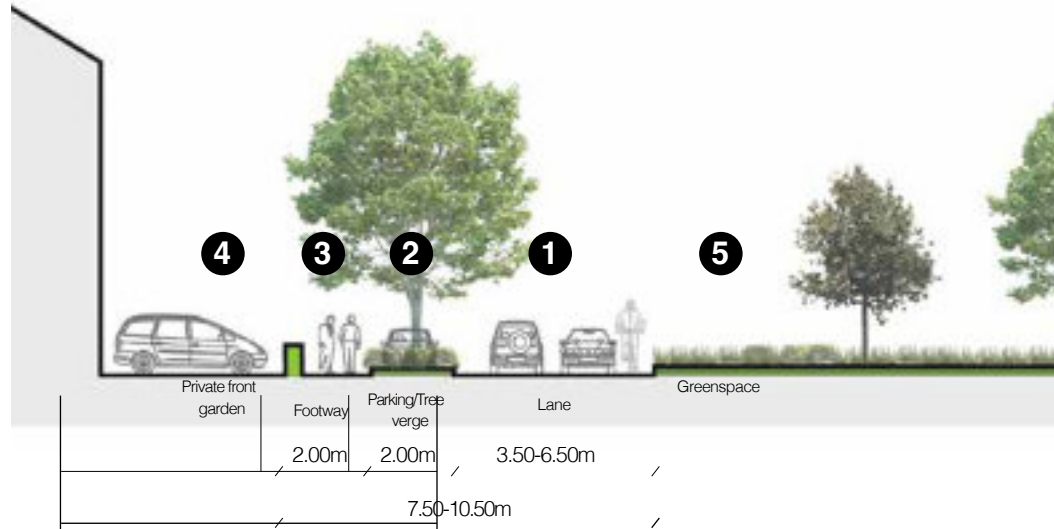 4 3 2 1 5
Private front
garden
Footway
Parking/Tree
verge
Lane
Greenspace
2.00m 2.00m 3.50-6.50m
7.50-10.50m